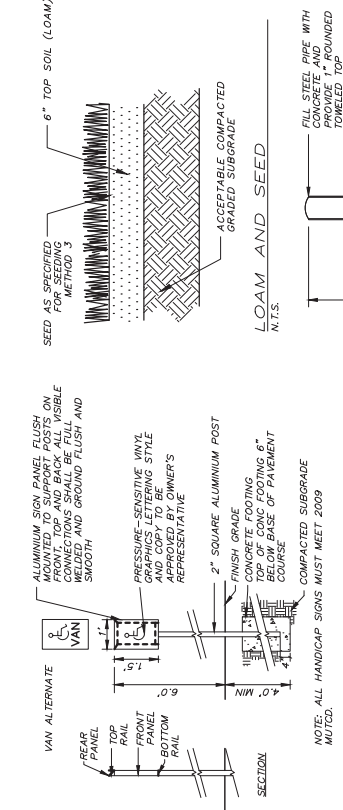 VAN ALTERNATE
VAN
REAR
PANEL
TOP
RAIL
FRONT
PANEL
BOTTOM
RAIL
SECTION
1'
1.5'
6.0'
4.0' MIN
4"
ALUMINIUM SIGN PANEL FLUSH
MOUNTED TO SUPPORT POSTS ON
FRONT, TOP AND BACK ALL VISIBLE
CONNECTIONS SHALL BE FULL
WELDED AND GROUND FLUSH AND
SMOOTH
PRESSURE-SENSITIVE VINYL
GRAPHICS LETTERING STYLE
AND COPY TO BE
APPROVED BY OWNER'S
REPRESENTATIVE
2" SQUARE ALUMINIUM POST
FINISH GRADE
CONCRETE FOOTING
TOP OF CONC FOOTING 6"
BELOW BASE OF PAVEMENT
COURSE
COMPACTED SUBGRADE
NOTE: ALL HANDICAP SIGNS MUST MEET 2009
MUTCD.
SEED AS SPECIFIED
FOR SEEDING
METHOD 3
6" TOP SOIL (LOAM)
ACCEPTABLE COMPACTED
GRADED SUBGRADE
LOAM AND SEED
N.T.S.
FILL STEEL PIPE WITH
CONCRETE AND
PROVIDE 1" ROUNDED
TOWELED TOP